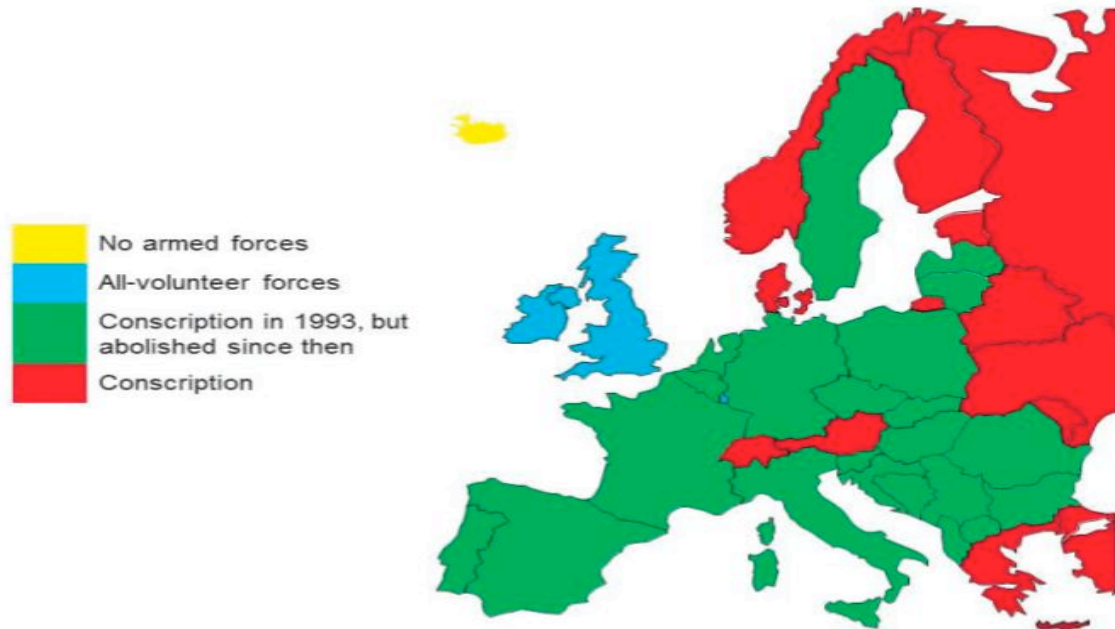 No armed forces
All-volunteer forces
Conscription in 1993, but
abolished since then
Conscription